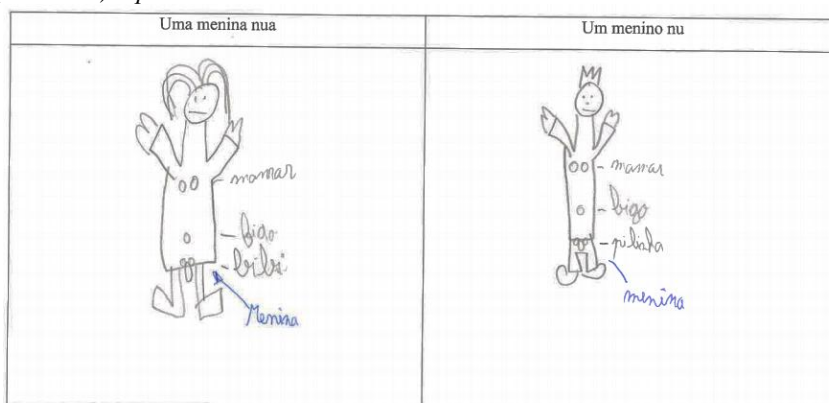 Uma menina nua
Um menino nu
mamar
bigo
bibi
Menina
mamar
bigo
pilinha
menina